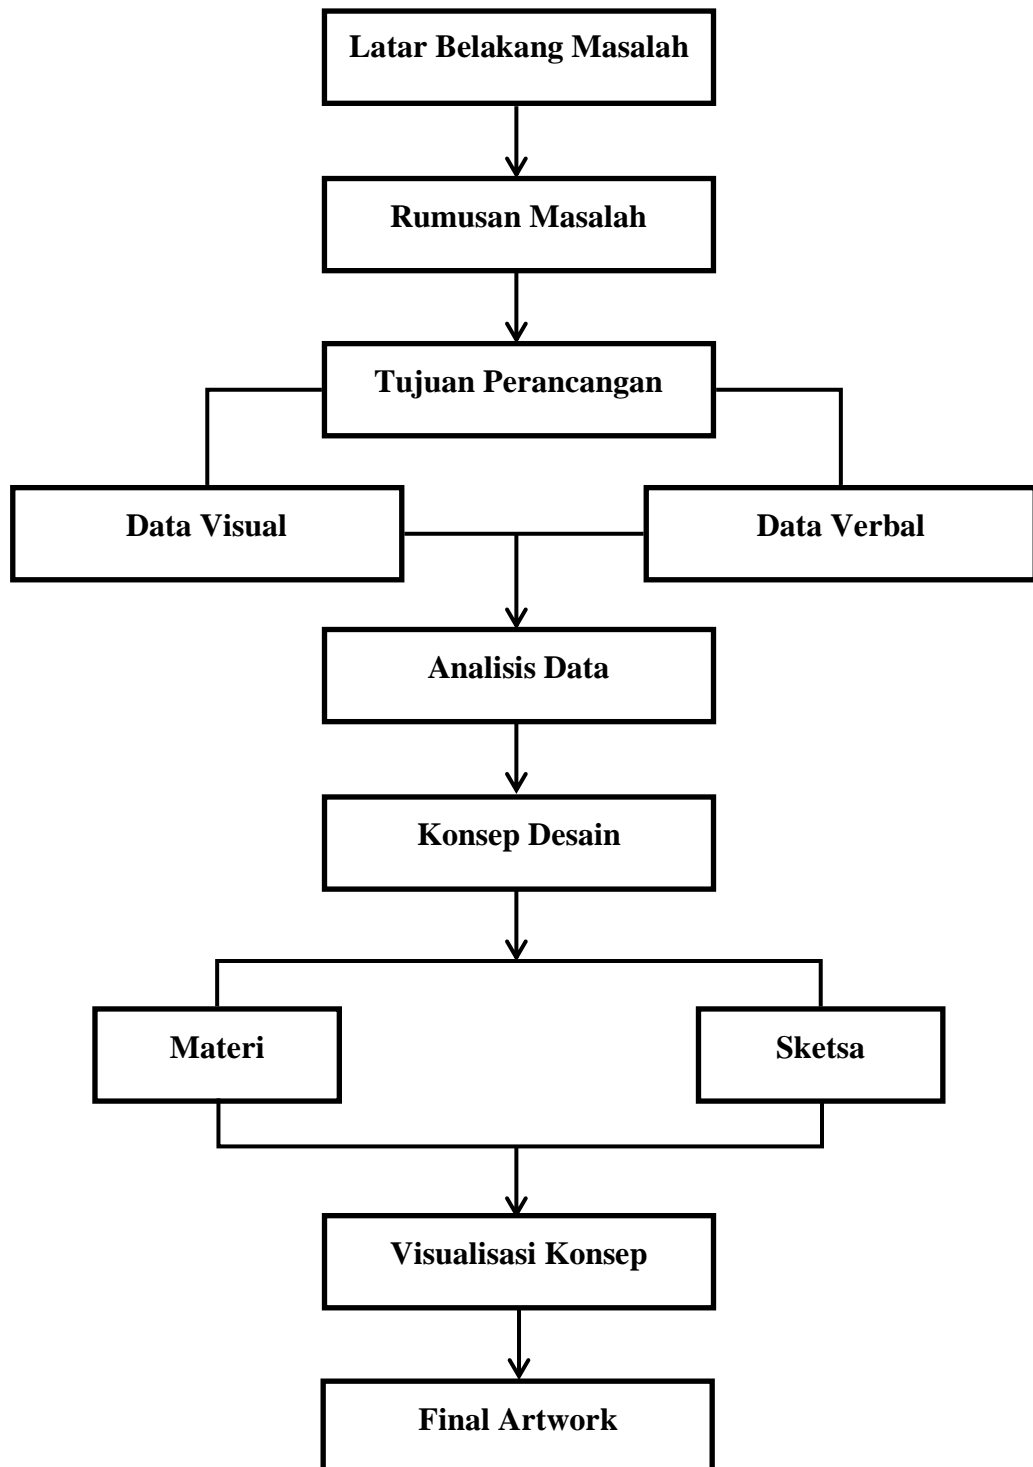 Latar Belakang Masalah
Rumusan Masalah
Tujuan Perancangan
Data Visual
Data Verbal
Analisis Data
Konsep Desain
Materi
Sketsa
Visualisasi Konsep
Final Artwork